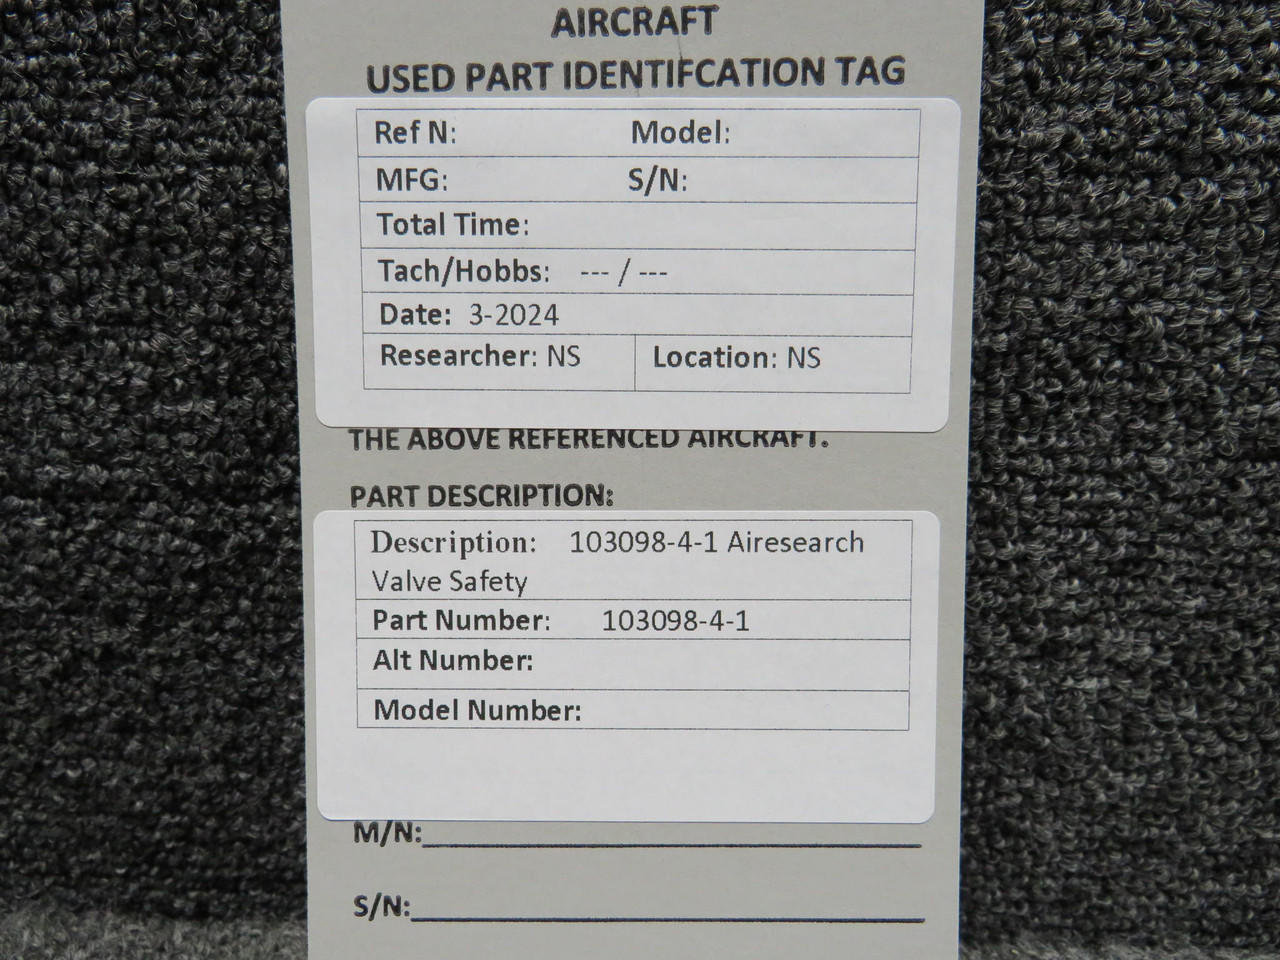 AIRCRAFT
USED PART IDENTIFCATION TAG
Ref N: Model:
MFG: S/N:
Total Time:
Tach/Hobbs: --- / ---
Date: 3-2024
Researcher: NS Location: NS
THE ABOVE REFERENCED AIRCRAFT.
PART DESCRIPTION:
Description: 103098-4-1 Airesearch
Valve Safety
Part Number: 103098-4-1
Alt Number:
Model Number:
M/N:
S/N: